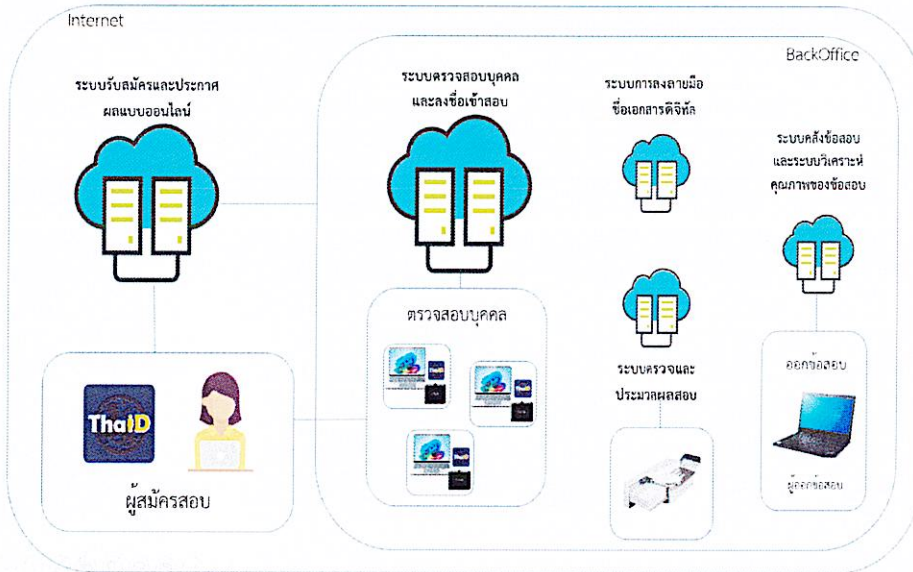 Internet
BackOffice
ระบบรับสมัครและประกาศ
ผลแบบออนไลน์
ระบบตรวจสอบบุคคล
และลงชื่อเข้าสอบ
ระบบการลงลายมือ
ชื่อเอกสารดิจิทัล
ระบบคลังข้อสอบ
และระบบวิเคราะห์
คุณภาพของข้อสอบ
ตรวจสอบบุคคล
ระบบตรวจและ
ประมวลผลสอบ
ออกข้อสอบ
ThaID
ผู้สมัครสอบ
ผู้ออกข้อสอบ